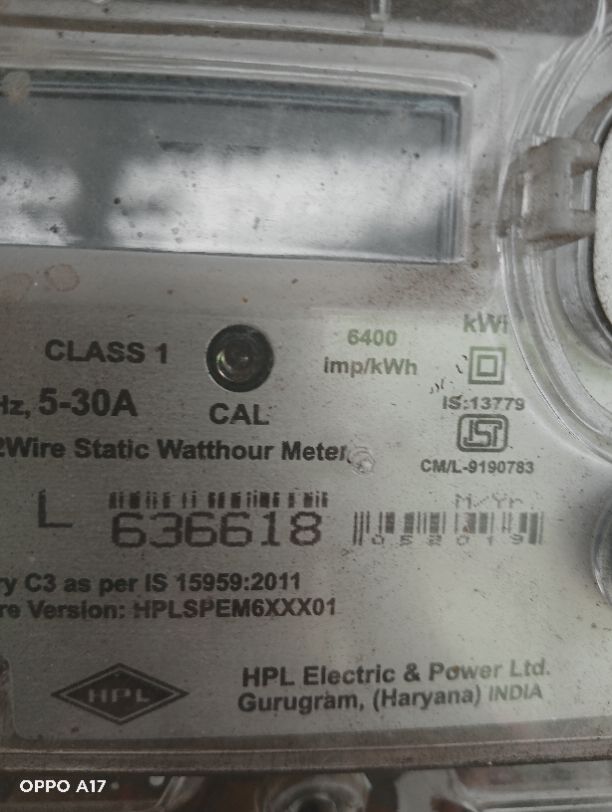 kWh
6400
imp/kWh
CLASS 1
IS:13779
Hz, 5-30A
CAL
ISI
2Wire Static Watthour Meter
CM/L-9190783
L
636618
M/Yr
052019
ry C3 as per IS 15959:2011
re Version: HPLSPEM6XXX01
HPL
HPL Electric & Power Ltd.
Gurugram, (Haryana) INDIA
OPPO A17